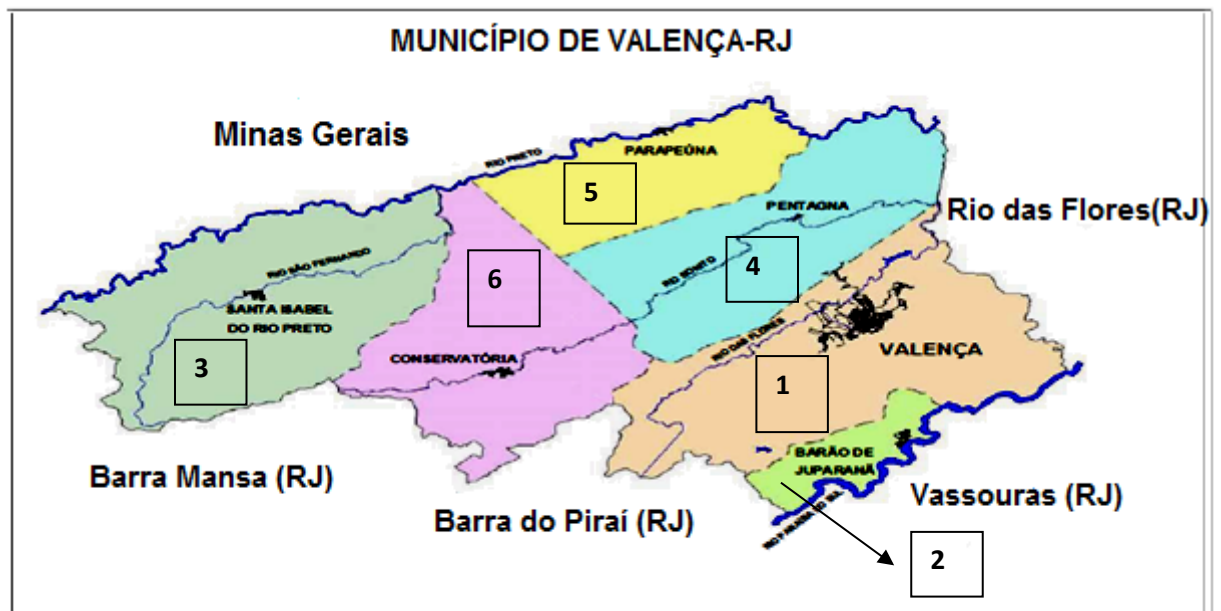 MUNICÍPIO DE VALENÇA-RJ
Minas Gerais
RIO PRETO
PARAPEÚNA
5
PENTAGNA
Rio das Flores(RJ)
RIO BONITO
4
RIO SÃO FERNANDO
SANTA ISABEL
DO RIO PRETO
3
6
CONSERVATÓRIA
RIO DAS FLORES
VALENÇA
1
BARÃO DE
JUPARANÃ
Barra Mansa (RJ)
Barra do Piraí (RJ)
Vassouras (RJ)
RIO PARAIBA DO SUL
2